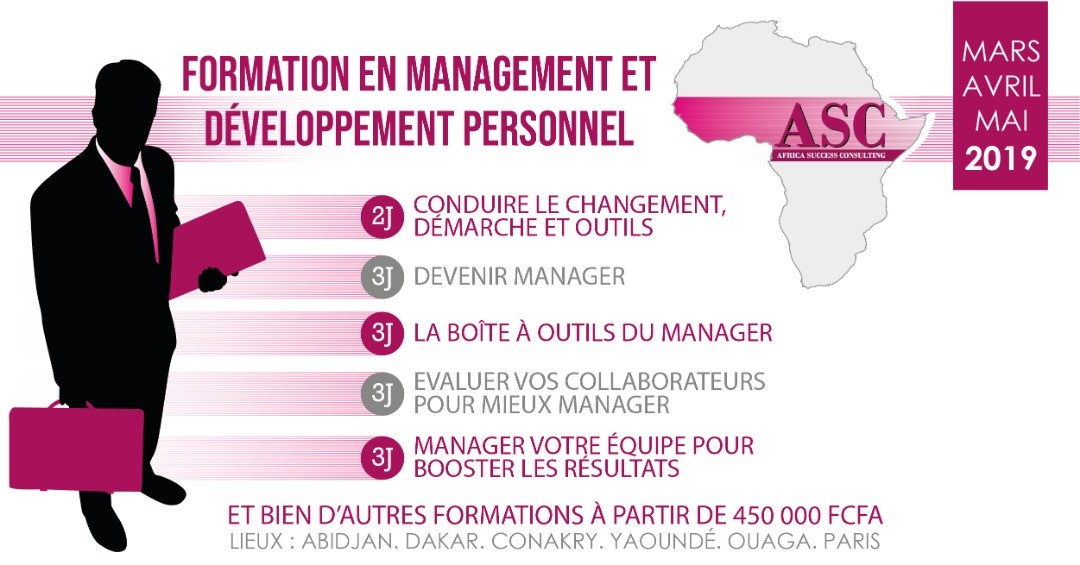 FORMATION EN MANAGEMENT ET
DÉVELOPPEMENT PERSONNEL
ASC
AFRICA SUCCESS CONSULTING
MARS
AVRIL
MAI
2019
2J CONDUIRE LE CHANGEMENT,
DÉMARCHE ET OUTILS
3J DEVENIR MANAGER
3J LA BOÎTE À OUTILS DU MANAGER
3J EVALUER VOS COLLABORATEURS
POUR MIEUX MANAGER
3J MANAGER VOTRE ÉQUIPE POUR
BOOSTER LES RÉSULTATS
ET BIEN D'AUTRES FORMATIONS À PARTIR DE 450 000 FCFA
LIEUX : ABIDJAN. DAKAR. CONAKRY. YAOUNDÉ. OUAGA. PARIS